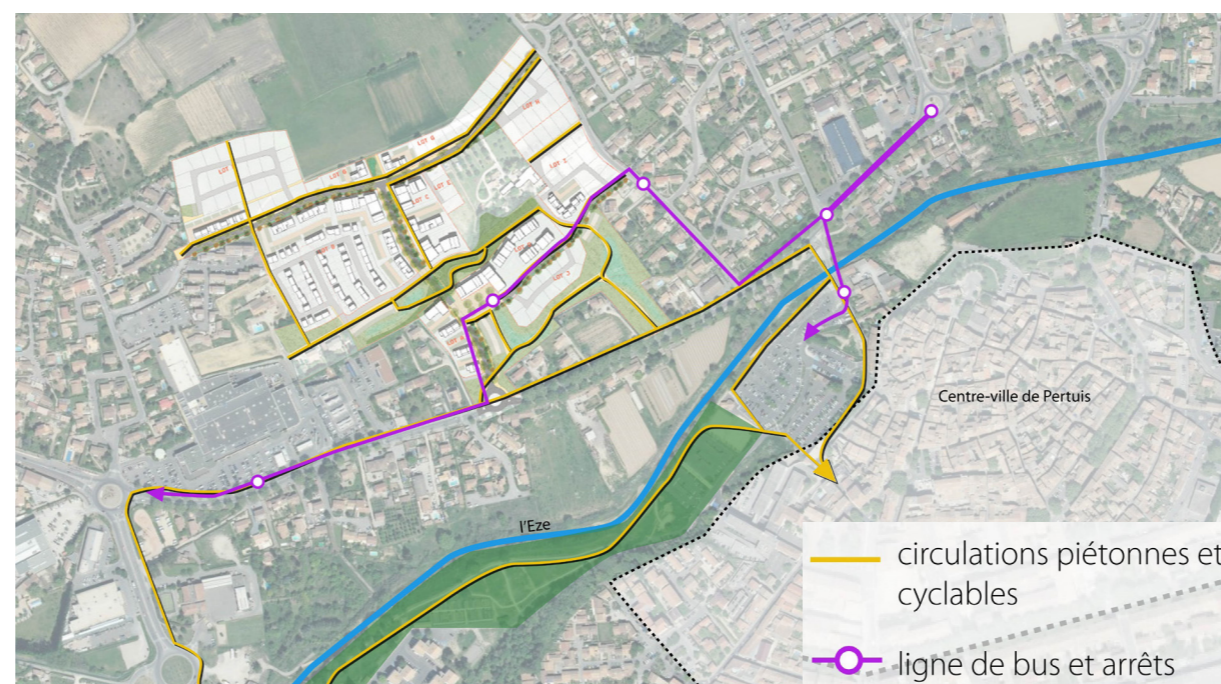 Centre-ville de Pertuis
l'Eze
circulations piétonnes et
cyclables
ligne de bus et arrêts